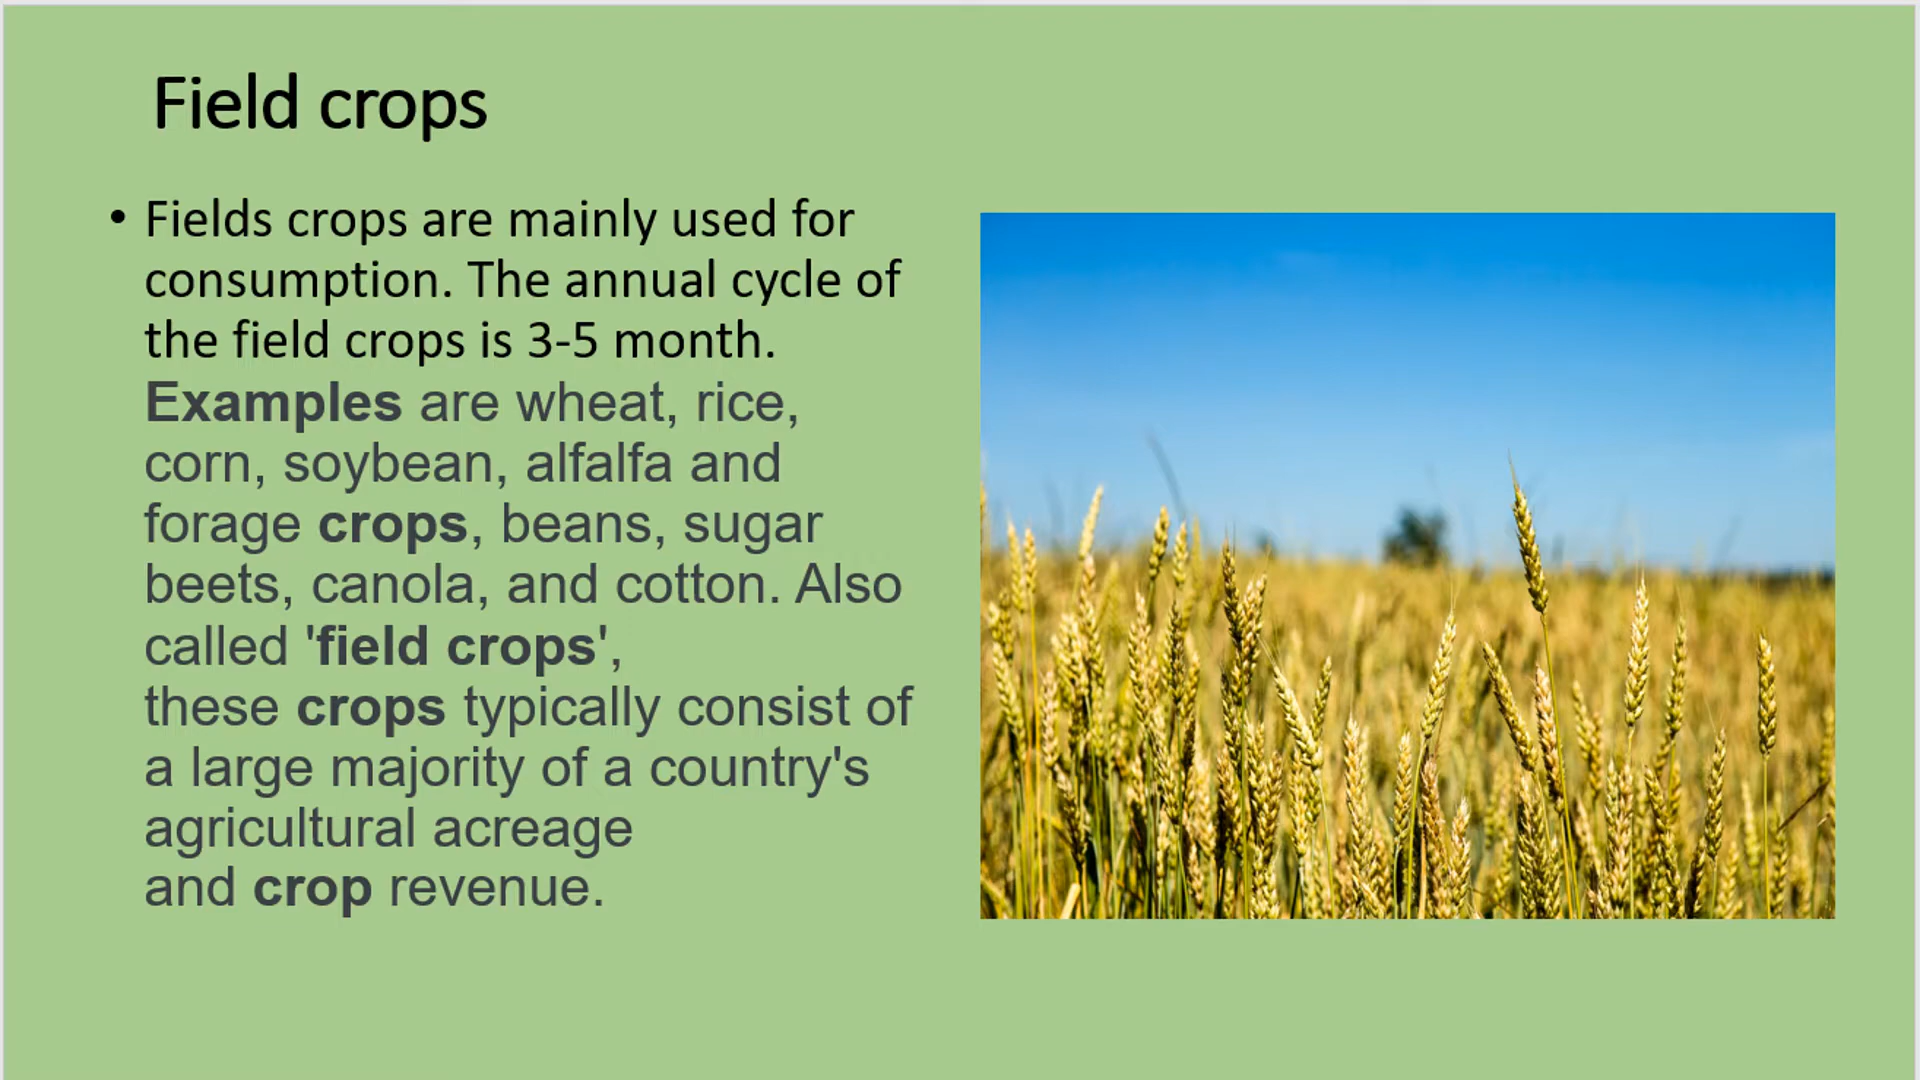 Field crops
• Fields crops are mainly used for
consumption. The annual cycle of
the field crops is 3-5 month.
Examples are wheat, rice,
corn, soybean, alfalfa and
forage crops, beans, sugar
beets, canola, and cotton. Also
called 'field crops',
these crops typically consist of
a large majority of a country's
agricultural acreage
and crop revenue.